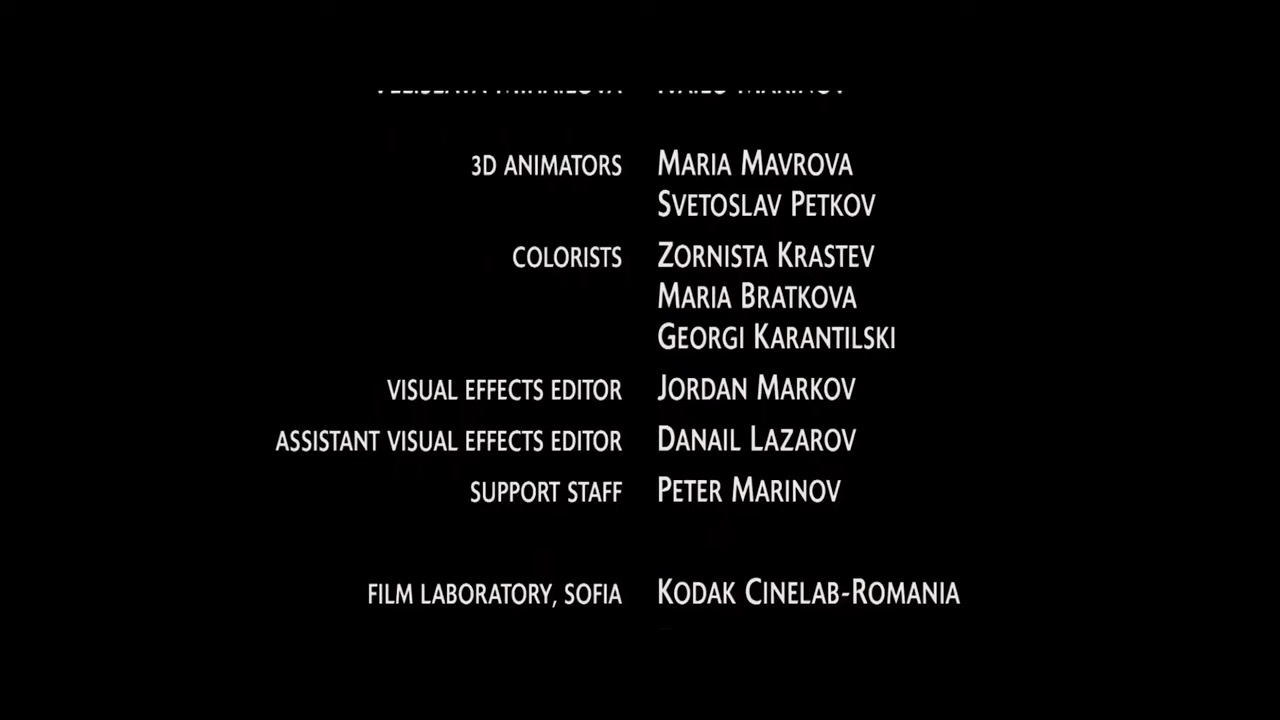 3D ANIMATORS MARIA MAVROVA
SVETOSLAV PETKOV
COLORISTS ZORNISTA KRASTEV
MARIA BRATKOVA
GEORGI KARANTILSKI
VISUAL EFFECTS EDITOR JORDAN MARKOV
ASSISTANT VISUAL EFFECTS EDITOR DANAIL LAZAROV
SUPPORT STAFF PETER MARINOV
FILM LABORATORY, SOFIA KODAK CINELAB-ROMANIA